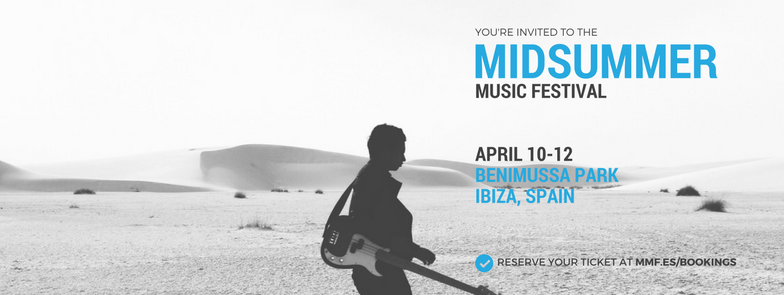 YOU'RE INVITED TO THE
MIDSUMMER
MUSIC FESTIVAL
APRIL 10-12
BENIMUSSA PARK
IBIZA, SPAIN
RESERVE YOUR TICKET AT MMF.ES/BOOKINGS